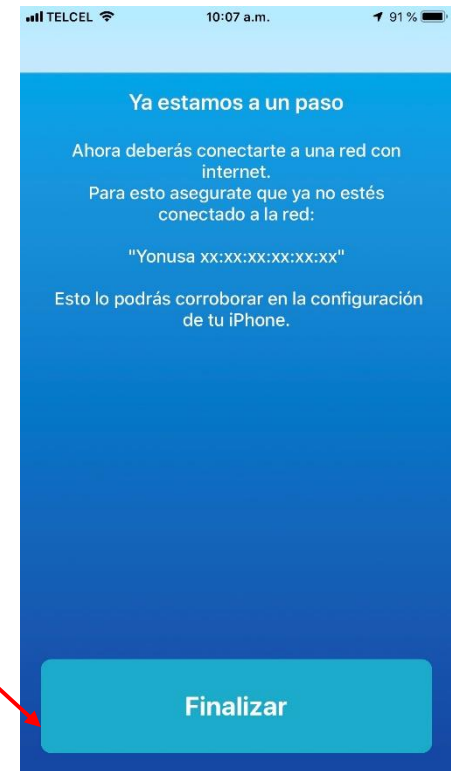 TELCEL 10:07 a.m. 91 %
Ya estamos a un paso
Ahora deberás conectarte a una red con
internet.
Para esto asegurate que ya no estés
conectado a la red:
"Yonusa xx:xx:xx:xx:xx:xx"
Esto lo podrás corroborar en la configuración
de tu iPhone.
Finalizar